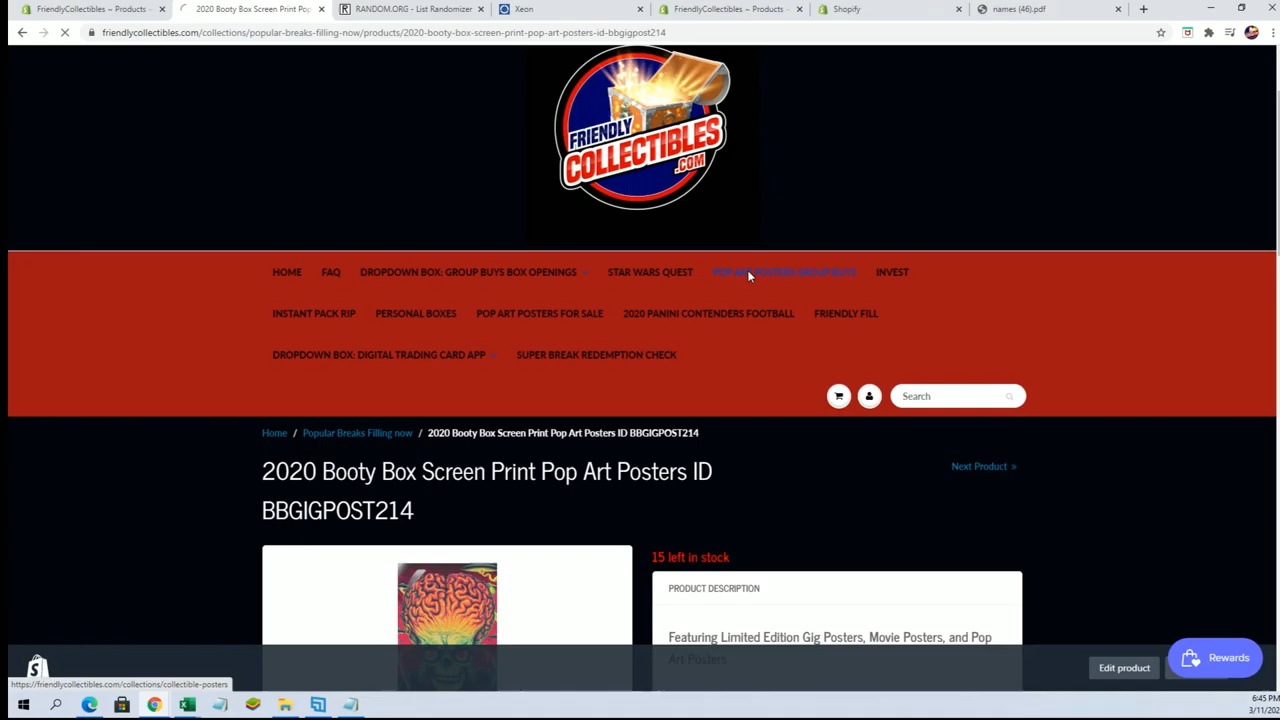 FriendlyCollectibles ~ Products ~
2020 Booty Box Screen Print Pop
RANDOM.ORG - List Randomizer
Xeon
FriendlyCollectibles ~ Products ~
Shopify
names (46).pdf
friendlycollectibles.com/collections/popular-breaks-filling-now/products/2020-booty-box-screen-print-pop-art-posters-id-bbgigpost214
FRIENDLY
COLLECTIBLES
.COM
HOME FAQ DROPDOWN BOX: GROUP BUYS BOX OPENINGS STAR WARS QUEST POP ART POSTERS GROUP BUYS INVEST
INSTANT PACK RIP PERSONAL BOXES POP ART POSTERS FOR SALE 2020 PANINI CONTENDERS FOOTBALL FRIENDLY FILL
DROPDOWN BOX: DIGITAL TRADING CARD APP SUPER BREAK REDEMPTION CHECK
Search
Home / Popular Breaks Filling now / 2020 Booty Box Screen Print Pop Art Posters ID BBGIGPOST214
2020 Booty Box Screen Print Pop Art Posters ID
BBGIGPOST214
Next Product »
15 left in stock
PRODUCT DESCRIPTION
Featuring Limited Edition Gig Posters, Movie Posters, and Pop
Art Posters
Edit product
Rewards
https://friendlycollectibles.com/collections/collectible-posters
6:45 PM
3/11/202